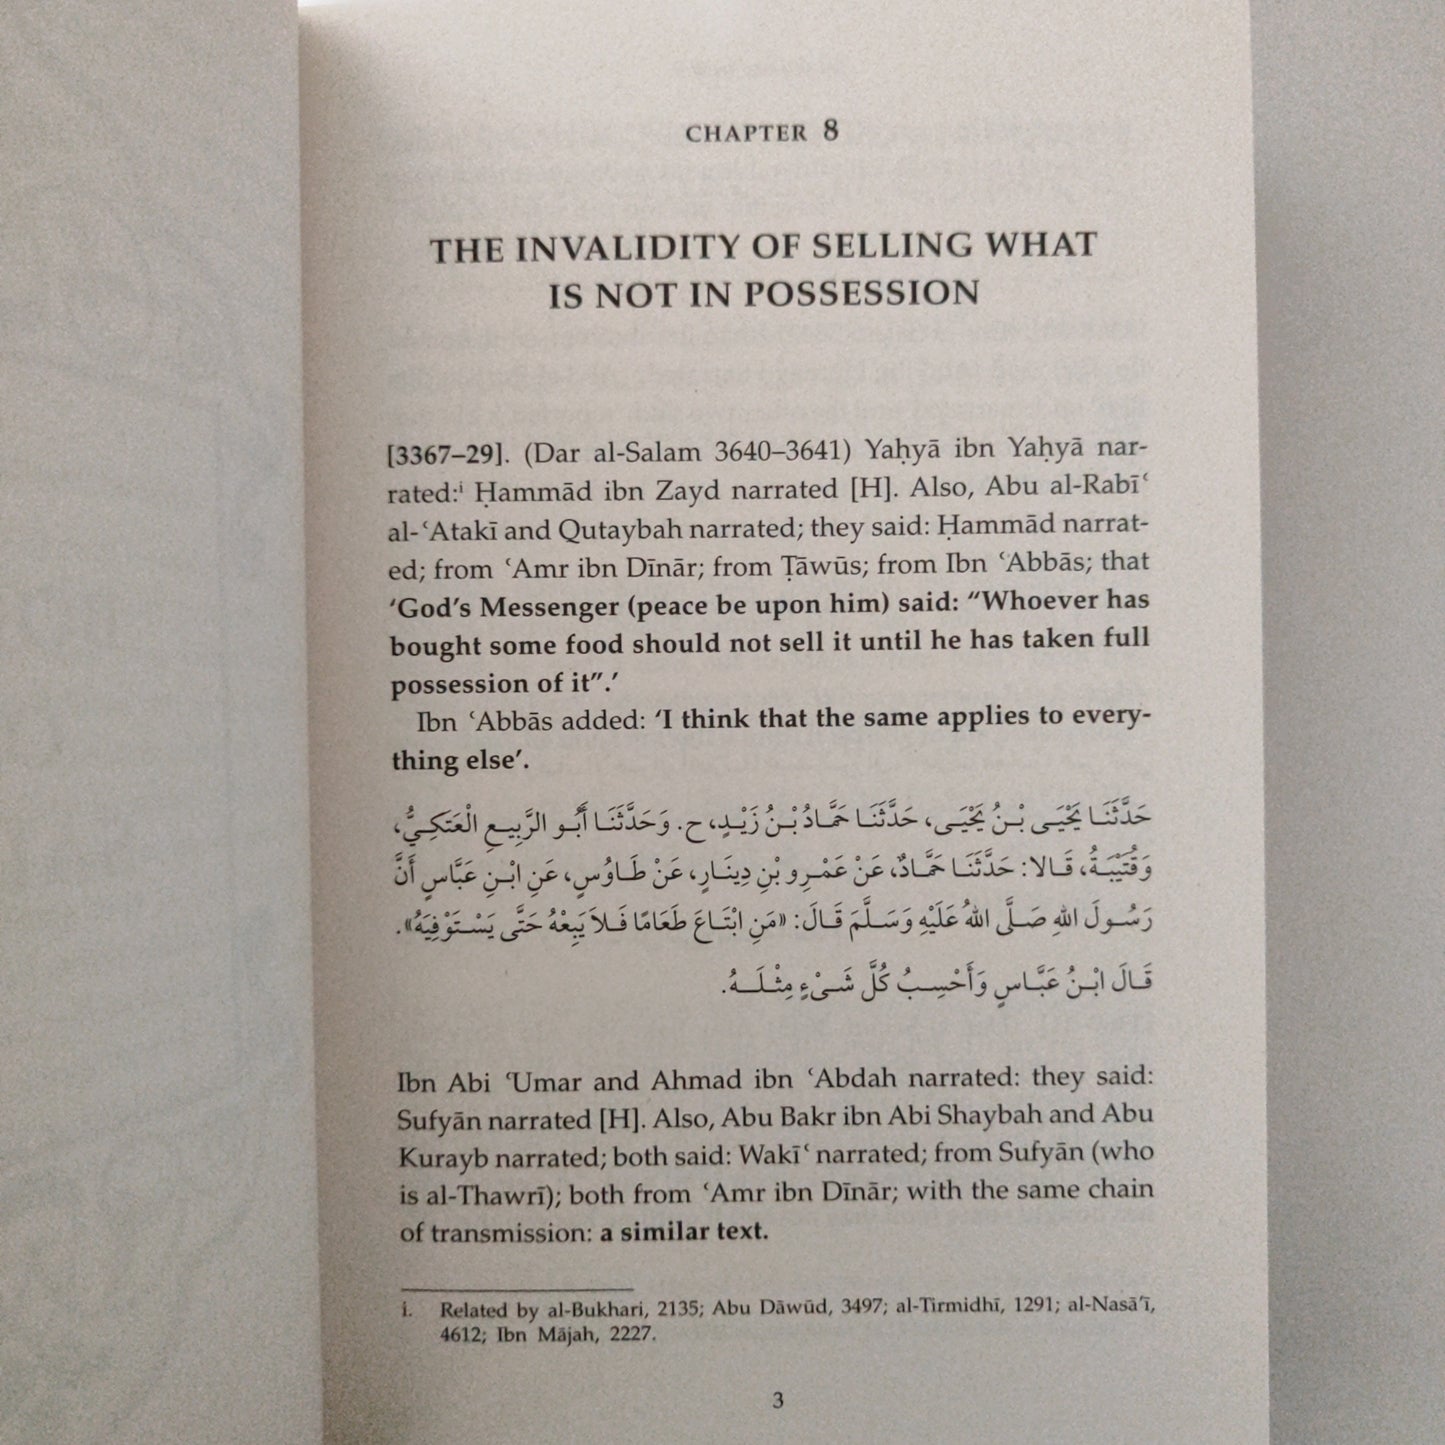 CHAPTER 8
THE INVALIDITY OF SELLING WHAT
IS NOT IN POSSESSION
[3367–29]. (Dar al-Salam 3640–3641) Yaḥyā ibn Yaḥyā nar-
rated:ⁱ Ḥammād ibn Zayd narrated [H]. Also, Abu al-Rabīʿ
al-ʿAtakī and Qutaybah narrated; they said: Ḥammād narrat-
ed; from ʿAmr ibn Dīnār; from Ṭāwūs; from Ibn ʿAbbās; that
‘God’s Messenger (peace be upon him) said: “Whoever has
bought some food should not sell it until he has taken full
possession of it”.’
Ibn ʿAbbās added: ‘I think that the same applies to every-
thing else’.
حَدَّثَنَا يَحْيَى بْنُ يَحْيَى، حَدَّثَنَا حَمَّادُ بْنُ زَيْدٍ، ح. وَحَدَّثَنَا أَبُو الرَّبِيعِ الْعَتَكِيُّ،
وَقُتَيْبَةُ، قَالا: حَدَّثَنَا حَمَّادٌ، عَنْ عَمْرِو بْنِ دِينَارٍ، عَنْ طَاوُسٍ، عَنِ ابْنِ عَبَّاسٍ أَنَّ
رَسُولَ اللهِ صَلَّى اللهُ عَلَيْهِ وَسَلَّمَ قَالَ: «مَنِ ابْتَاعَ طَعَامًا فَلاَ يَبِعْهُ حَتَّى يَسْتَوْفِيَهُ».
قَالَ ابْنُ عَبَّاسٍ وَأَحْسِبُ كُلَّ شَىْءٍ مِثْلَهُ.
Ibn Abi ʿUmar and Ahmad ibn ʿAbdah narrated: they said:
Sufyān narrated [H]. Also, Abu Bakr ibn Abi Shaybah and Abu
Kurayb narrated; both said: Wakīʿ narrated; from Sufyān (who
is al-Thawrī); both from ʿAmr ibn Dīnār; with the same chain
of transmission: a similar text.
i. Related by al-Bukhari, 2135; Abu Dāwūd, 3497; al-Tirmidhī, 1291; al-Nasā’ī,
4612; Ibn Mājah, 2227.
3